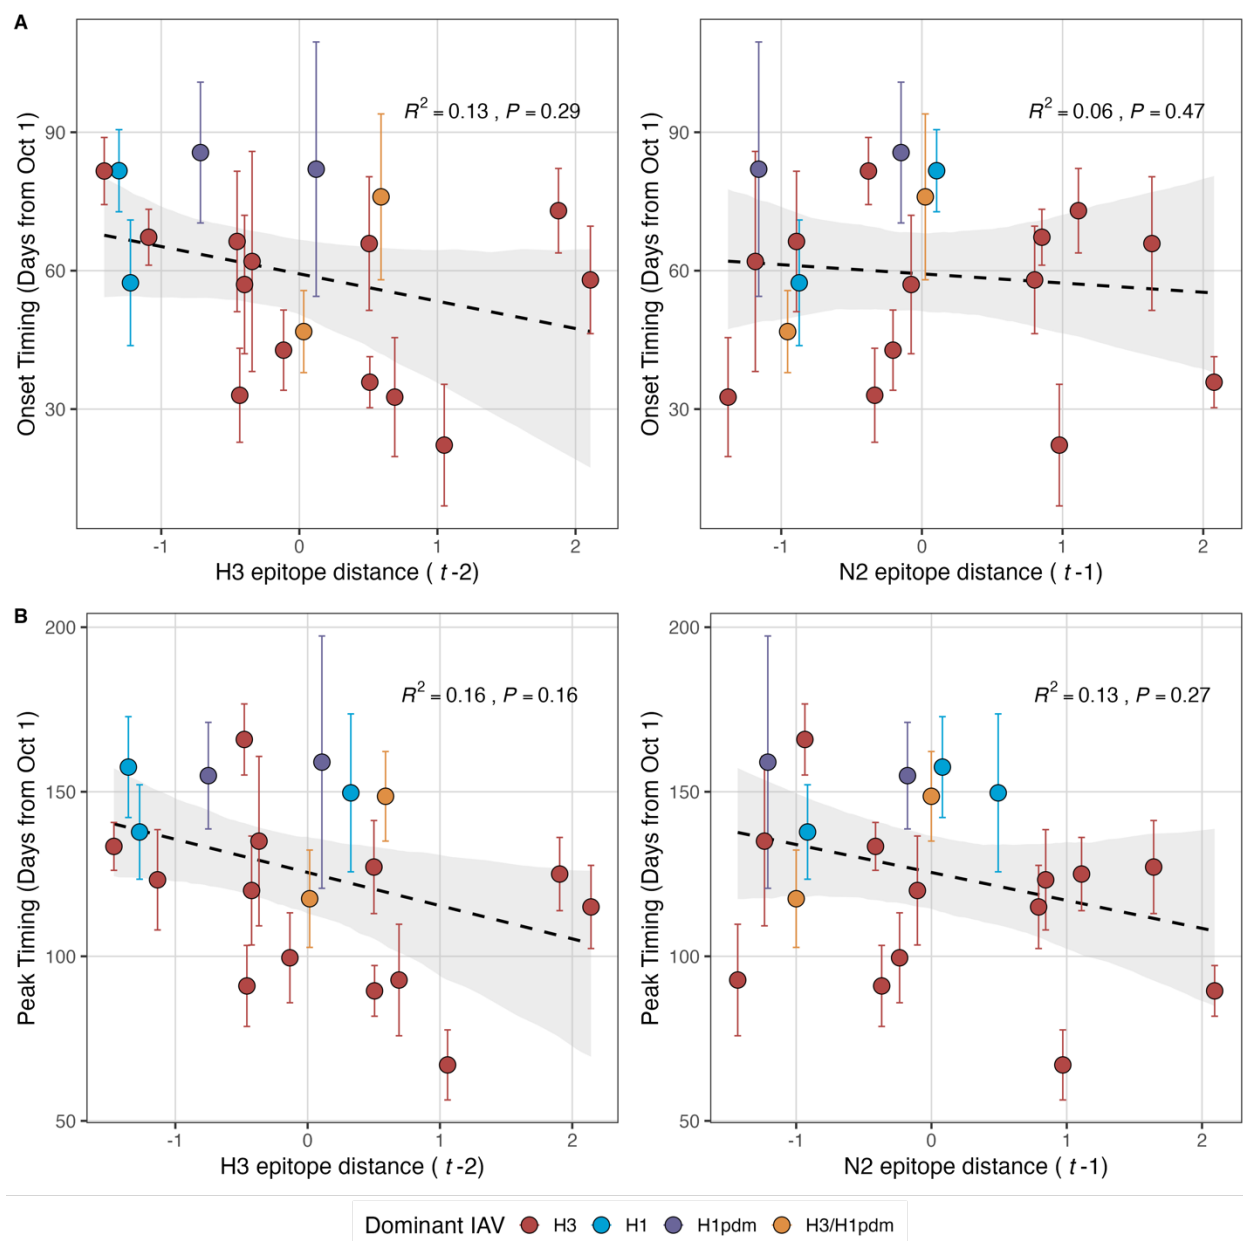 A
R² = 0.13 , P = 0.29
R² = 0.06 , P = 0.47
Onset Timing (Days from Oct 1)
90
60
30
-1 0 1 2
H3 epitope distance ( t -2)
Onset Timing (Days from Oct 1)
90
60
30
-1 0 1 2
N2 epitope distance ( t -1)
B
R² = 0.16 , P = 0.16
R² = 0.13 , P = 0.27
Peak Timing (Days from Oct 1)
200
150
100
50
-1 0 1 2
H3 epitope distance ( t -2)
Peak Timing (Days from Oct 1)
200
150
100
50
-1 0 1 2
N2 epitope distance ( t -1)
Dominant IAV H3 H1 H1pdm H3/H1pdm